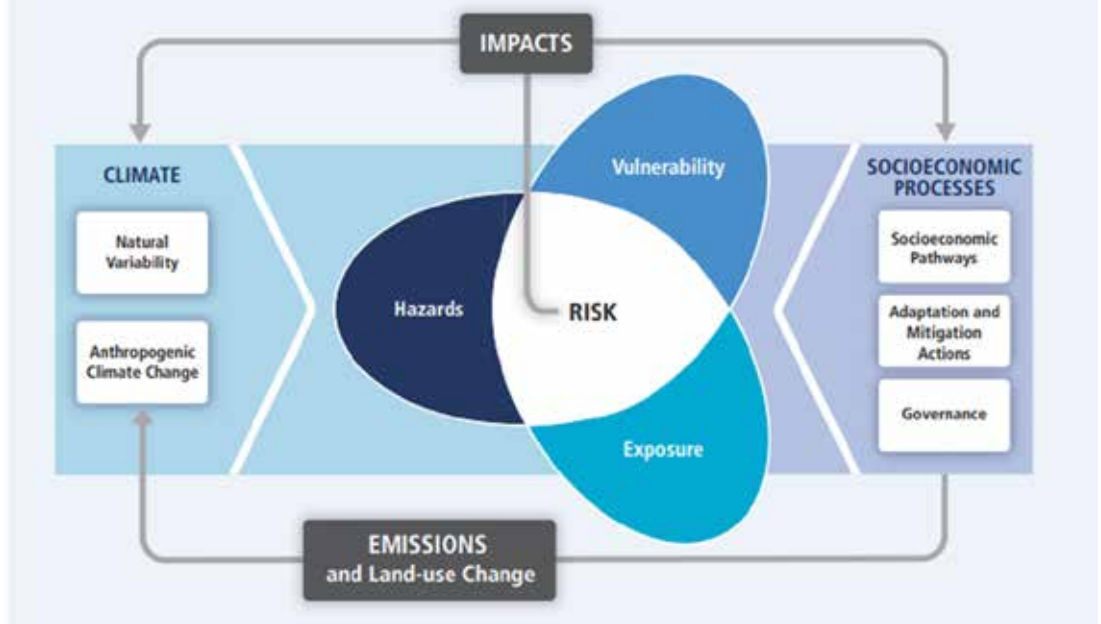 IMPACTS
CLIMATE
Natural
Variability
Anthropogenic
Climate Change
Vulnerability
Hazards
RISK
Exposure
SOCIOECONOMIC
PROCESSES
Socioeconomic
Pathways
Adaptation and
Mitigation
Actions
Governance
EMISSIONS
and Land-use Change